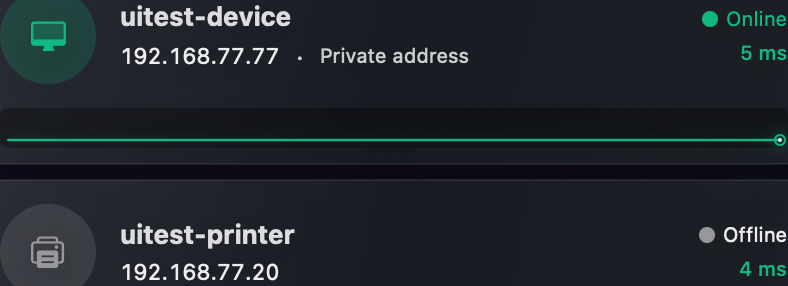 uitest-device
Online
192.168.77.77 · Private address
5 ms
uitest-printer
Offline
192.168.77.20
4 ms